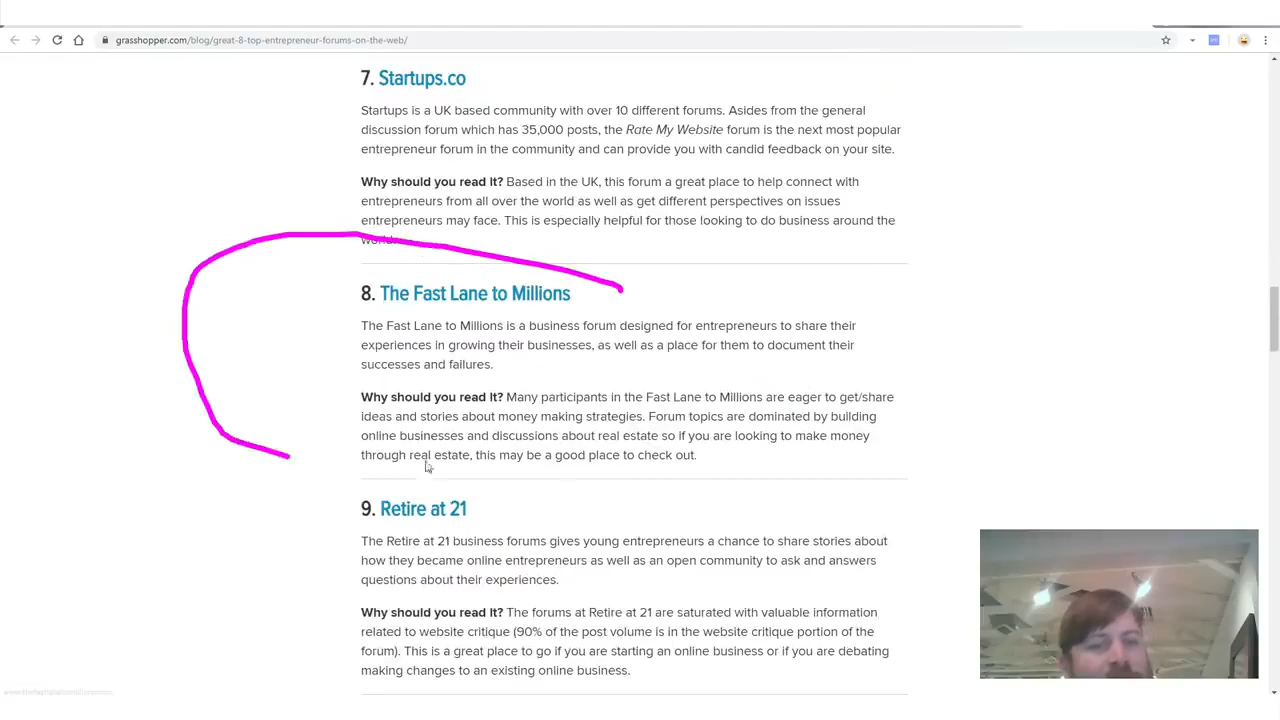 grasshopper.com/blog/great-8-top-entrepreneur-forums-on-the-web/
7. Startups.co
Startups is a UK based community with over 10 different forums. Asides from the general
discussion forum which has 35,000 posts, the Rate My Website forum is the next most popular
entrepreneur forum in the community and can provide you with candid feedback on your site.
Why should you read it? Based in the UK, this forum a great place to help connect with
entrepreneurs from all over the world as well as get different perspectives on issues
entrepreneurs may face. This is especially helpful for those looking to do business around the
8. The Fast Lane to Millions
The Fast Lane to Millions is a business forum designed for entrepreneurs to share their
experiences in growing their businesses, as well as a place for them to document their
successes and failures.
Why should you read it? Many participants in the Fast Lane to Millions are eager to get/share
ideas and stories about money making strategies. Forum topics are dominated by building
online businesses and discussions about real estate so if you are looking to make money
through real estate, this may be a good place to check out.
9. Retire at 21
The Retire at 21 business forums gives young entrepreneurs a chance to share stories about
how they became online entrepreneurs as well as an open community to ask and answers
questions about their experiences.
Why should you read it? The forums at Retire at 21 are saturated with valuable information
related to website critique (90% of the post volume is in the website critique portion of the
forum). This is a great place to go if you are starting an online business or if you are debating
making changes to an existing online business.